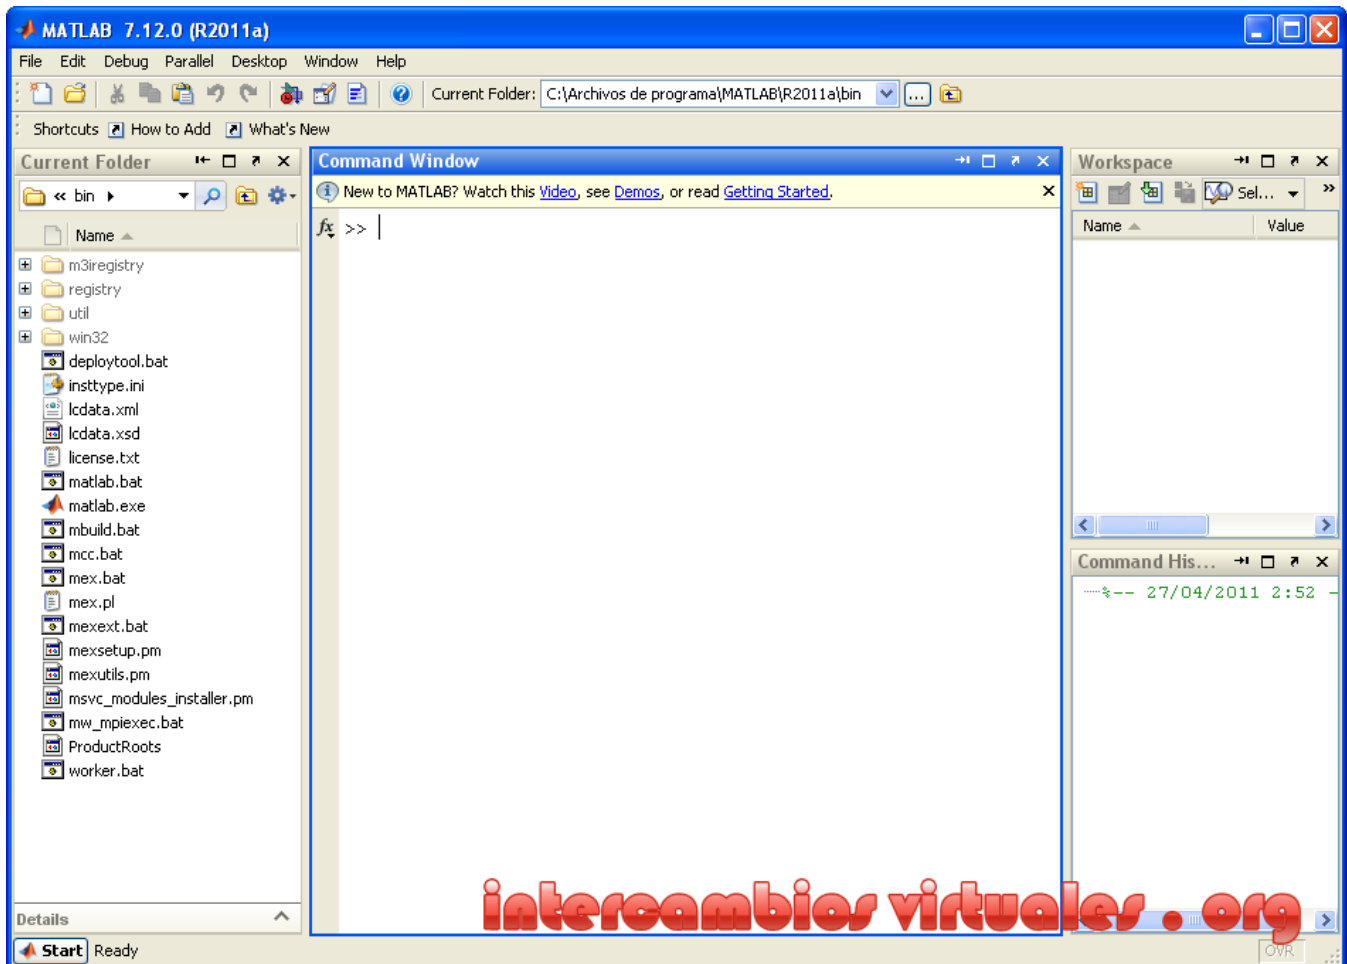 MATLAB 7.12.0 (R2011a)
File Edit Debug Parallel Desktop Window Help
Current Folder: C:\Archivos de programa\MATLAB\R2011a\bin ...
Shortcuts How to Add What's New
Current Folder
« bin
Name
m3iregistry
registry
util
win32
deploytool.bat
insttype.ini
lcdata.xml
lcdata.xsd
license.txt
matlab.bat
matlab.exe
mbuild.bat
mcc.bat
mex.bat
mex.pl
mexext.bat
mexsetup.pm
mexutils.pm
msvc_modules_installer.pm
mw_mpiexec.bat
ProductRoots
worker.bat
Details
Command Window
New to MATLAB? Watch this Video, see Demos, or read Getting Started.
fx >>
Workspace
Sel... »
Name Value
Command His...
%-- 27/04/2011 2:52 -
intercambios virtuales . org
Start Ready
OVR